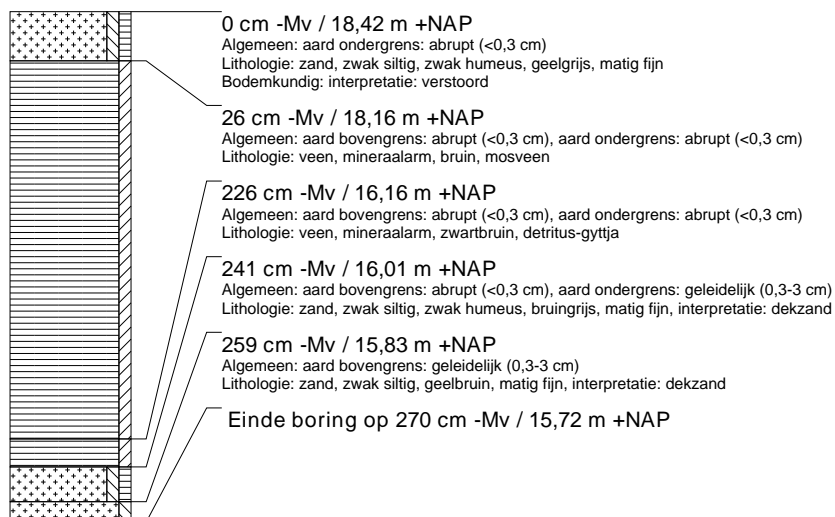 0 cm -Mv / 18,42 m +NAP
Algemeen: aard ondergrens: abrupt (<0,3 cm)
Lithologie: zand, zwak siltig, zwak humeus, geelgrijs, matig fijn
Bodemkundig: interpretatie: verstoord
26 cm -Mv / 18,16 m +NAP
Algemeen: aard bovengrens: abrupt (<0,3 cm), aard ondergrens: abrupt (<0,3 cm)
Lithologie: veen, mineraalarm, bruin, mosveen
226 cm -Mv / 16,16 m +NAP
Algemeen: aard bovengrens: abrupt (<0,3 cm), aard ondergrens: abrupt (<0,3 cm)
Lithologie: veen, mineraalarm, zwartbruin, detritus-gyttja
241 cm -Mv / 16,01 m +NAP
Algemeen: aard bovengrens: abrupt (<0,3 cm), aard ondergrens: geleidelijk (0,3-3 cm)
Lithologie: zand, zwak siltig, zwak humeus, bruingrijs, matig fijn, interpretatie: dekzand
259 cm -Mv / 15,83 m +NAP
Algemeen: aard bovengrens: geleidelijk (0,3-3 cm)
Lithologie: zand, zwak siltig, geelbruin, matig fijn, interpretatie: dekzand
Einde boring op 270 cm -Mv / 15,72 m +NAP